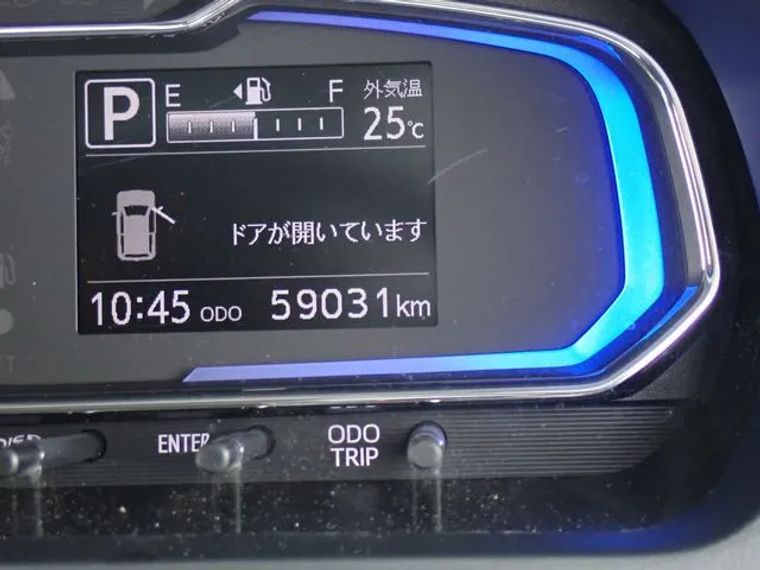 P E F 外気温
25℃
ドアが開いています
10:45 ODO 59031km
ENTER
ODO
TRIP